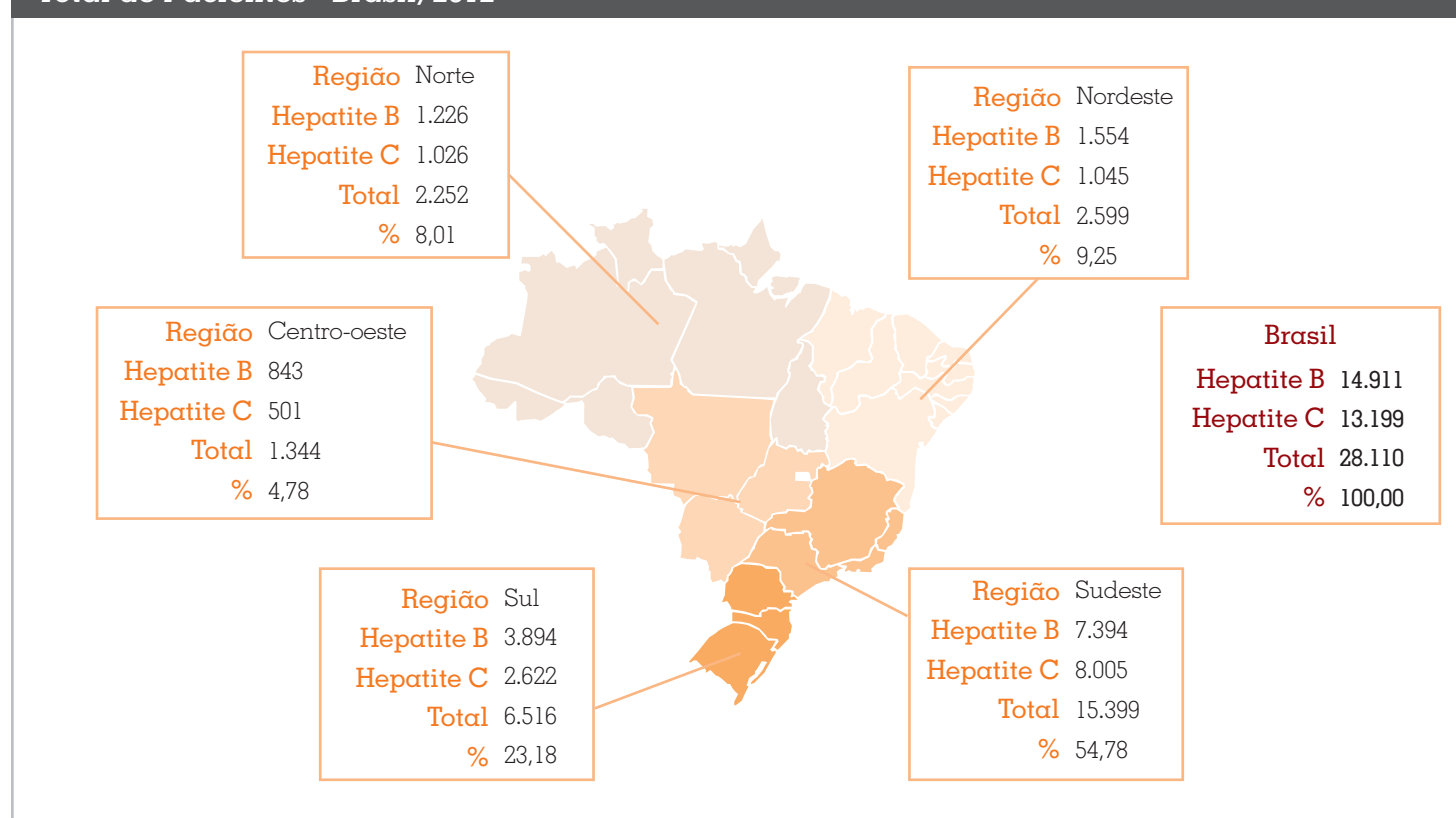 Região Norte
Hepatite B 1.226
Hepatite C 1.026
Total 2.252
% 8,01
Região Nordeste
Hepatite B 1.554
Hepatite C 1.045
Total 2.599
% 9,25
Região Centro-oeste
Hepatite B 843
Hepatite C 501
Total 1.344
% 4,78
Brasil
Hepatite B 14.911
Hepatite C 13.199
Total 28.110
% 100,00
Região Sul
Hepatite B 3.894
Hepatite C 2.622
Total 6.516
% 23,18
Região Sudeste
Hepatite B 7.394
Hepatite C 8.005
Total 15.399
% 54,78